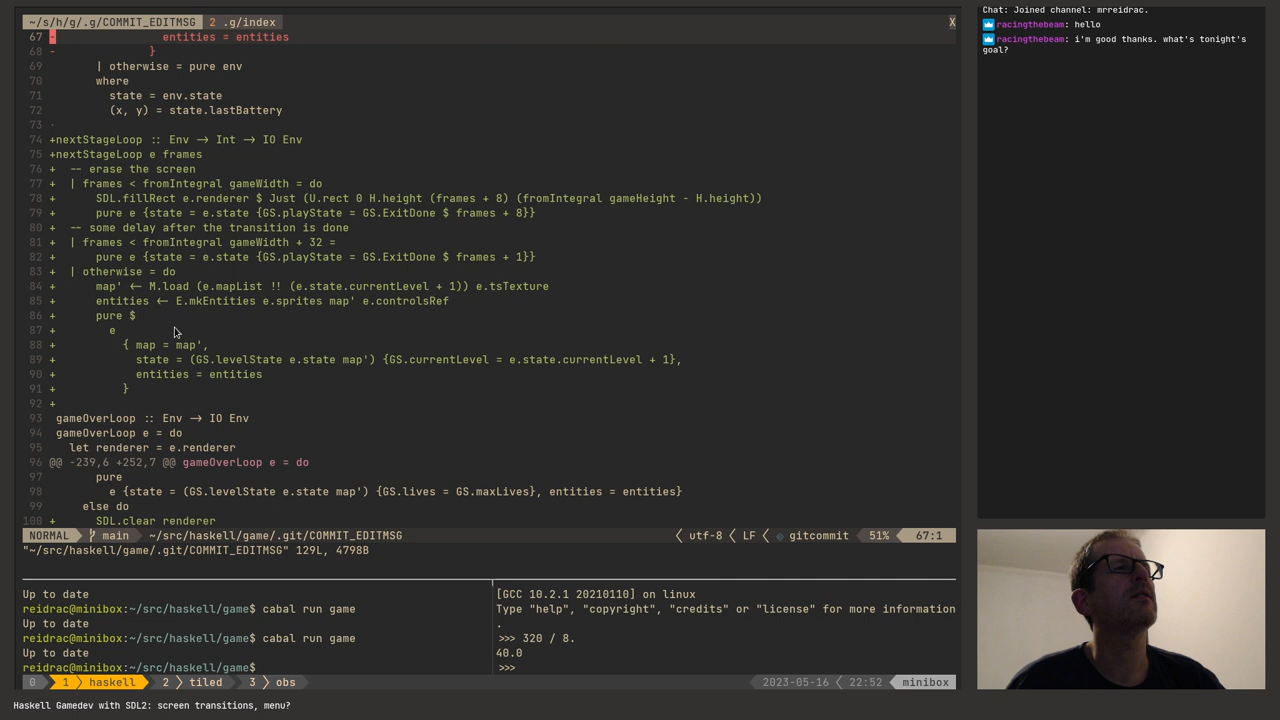 ~/s/h/g/.g/COMMIT_EDITMSG  2 .g/index X
67 -                entities = entities
68 -              }
69       | otherwise = pure env
70       where
71         state = env.state
72         (x, y) = state.lastBattery
73
74 +nextStageLoop :: Env -> Int -> IO Env
75 +nextStageLoop e frames
76 +  -- erase the screen
77 +  | frames < fromIntegral gameWidth = do
78 +      SDL.fillRect e.renderer $ Just (U.rect 0 H.height (frames + 8) (fromIntegral gameHeight - H.height))
79 +      pure e {state = e.state {GS.playState = GS.ExitDone $ frames + 8}}
80 +  -- some delay after the transition is done
81 +  | frames < fromIntegral gameWidth + 32 =
82 +      pure e {state = e.state {GS.playState = GS.ExitDone $ frames + 1}}
83 +  | otherwise = do
84 +      map' <- M.load (e.mapList !! (e.state.currentLevel + 1)) e.tsTexture
85 +      entities <- E.mkEntities e.sprites map' e.controlsRef
86 +      pure $
87 +        e
88 +          { map = map',
89 +            state = (GS.levelState e.state map') {GS.currentLevel = e.state.currentLevel + 1},
90 +            entities = entities
91 +          }
92 +
93  gameOverLoop :: Env -> IO Env
94  gameOverLoop e = do
95    let renderer = e.renderer
96 @@ -239,6 +252,7 @@ gameOverLoop e = do
97        pure
98          e {state = (GS.levelState e.state map') {GS.lives = GS.maxLives}, entities = entities}
99      else do
100 +      SDL.clear renderer
NORMAL main ~/src/haskell/game/.git/COMMIT_EDITMSG utf-8 LF gitcommit 51% 67:1
"~/src/haskell/game/.git/COMMIT_EDITMSG" 129L, 4798B
Up to date
reidrac@minibox:~/src/haskell/game$ cabal run game
Up to date
reidrac@minibox:~/src/haskell/game$ cabal run game
Up to date
reidrac@minibox:~/src/haskell/game$
[GCC 10.2.1 20210110] on linux
Type "help", "copyright", "credits" or "license" for more information
.
>>> 320 / 8.
40.0
>>>
0 1 haskell 2 tiled 3 obs 2023-05-16 22:52 minibox
Haskell Gamedev with SDL2: screen transitions, menu?
Chat: Joined channel: mrreidrac.
racingthebeam: hello
racingthebeam: i'm good thanks. what's tonight's
goal?